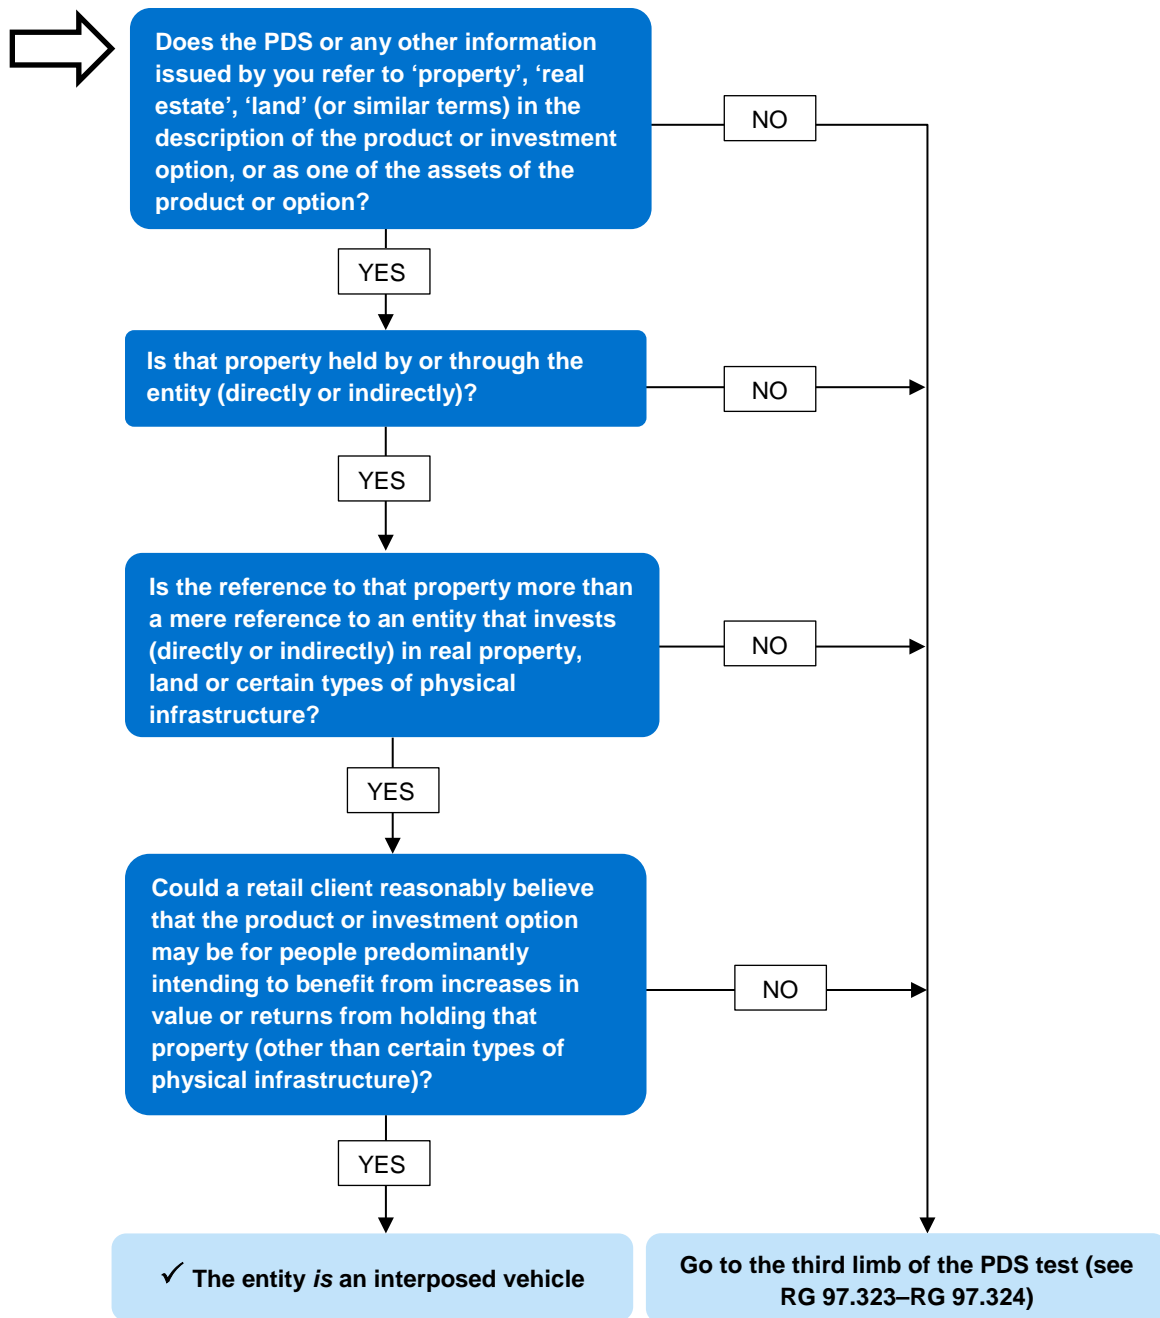 Does the PDS or any other information
issued by you refer to ‘property’, ‘real
estate’, ‘land’ (or similar terms) in the
description of the product or investment
option, or as one of the assets of the
product or option?
NO
YES
Is that property held by or through the
entity (directly or indirectly)?
NO
YES
Is the reference to that property more than
a mere reference to an entity that invests
(directly or indirectly) in real property,
land or certain types of physical
infrastructure?
NO
YES
Could a retail client reasonably believe
that the product or investment option
may be for people predominantly
intending to benefit from increases in
value or returns from holding that
property (other than certain types of
physical infrastructure)?
NO
YES
✓ The entity is an interposed vehicle
Go to the third limb of the PDS test (see
RG 97.323–RG 97.324)